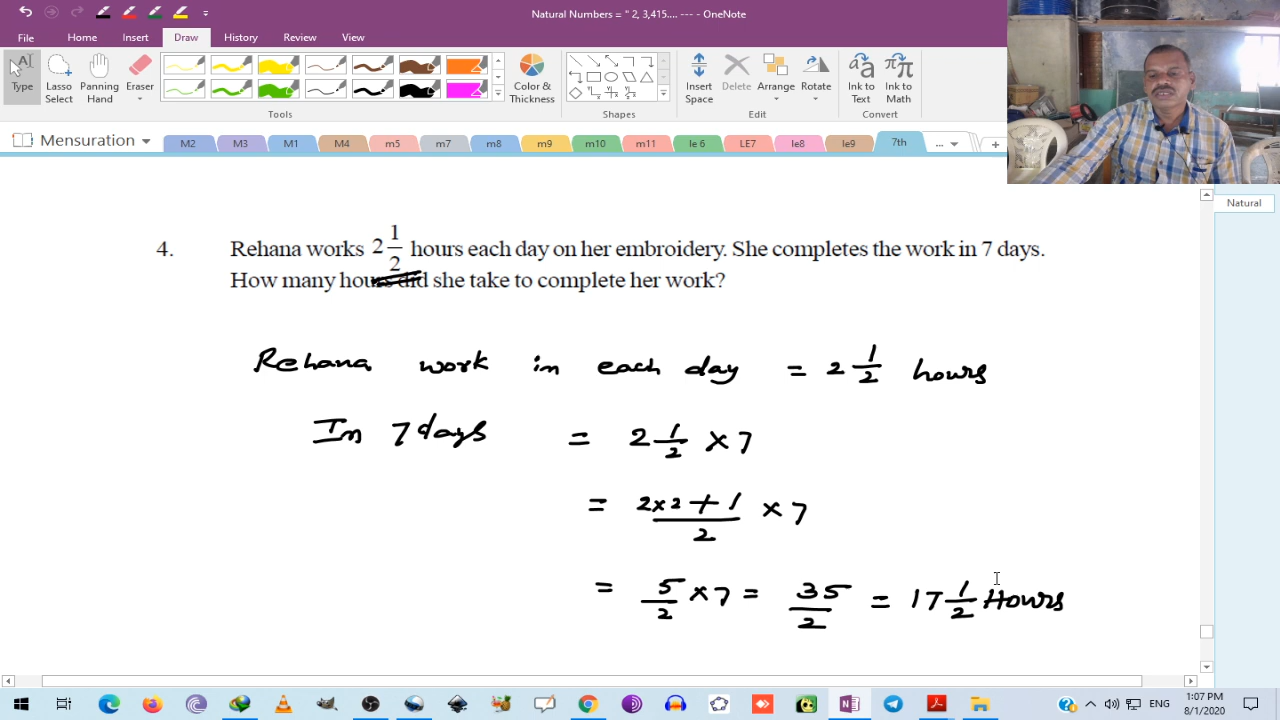 Natural Numbers = " 2, 3,415.... --- - OneNote
File Home Insert Draw History Review View
Type Lasso Select Panning Hand Eraser Color & Thickness Insert Space Delete Arrange Rotate Ink to Text Ink to Math
Tools Shapes Edit Convert
Mensuration M2 M3 M1 M4 m5 m7 m8 m9 m10 m11 le 6 LE7 le8 le9 7th ... +
Natural
4. Rehana works 2 1/2 hours each day on her embroidery. She completes the work in 7 days.
How many hours did she take to complete her work?
Rehana work in each day = 2 1/2 hours
In 7 days = 2 1/2 × 7
= 2×2+1/2 × 7
= 5/2 × 7 = 35/2 = 17 1/2 Hours
ENG 1:07 PM
8/1/2020